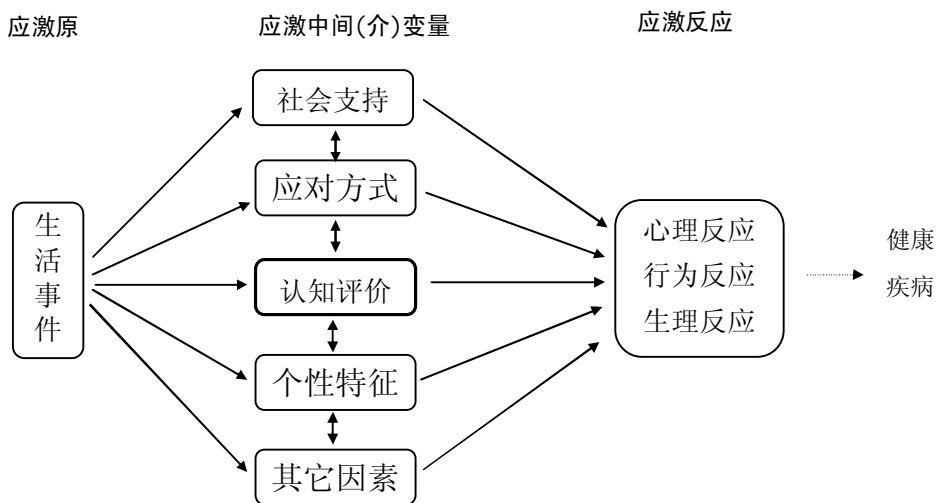 应激原
应激中间(介)变量
应激反应
生活事件
社会支持
应对方式
认知评价
个性特征
其它因素
心理反应
行为反应
生理反应
健康
疾病